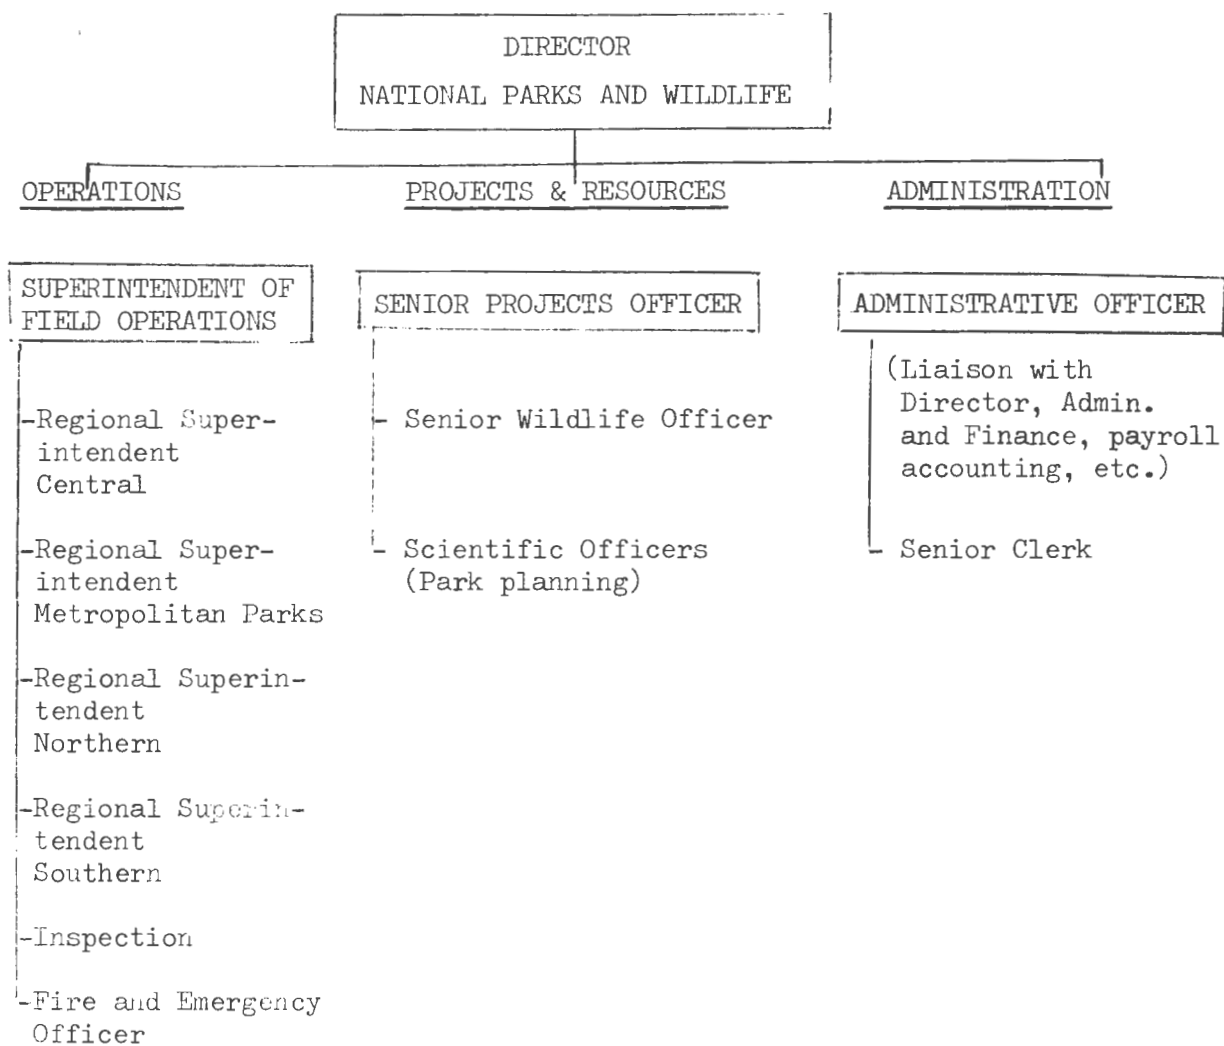 DIRECTOR
NATIONAL PARKS AND WILDLIFE
OPERATIONS
PROJECTS & RESOURCES
ADMINISTRATION
SUPERINTENDENT OF
FIELD OPERATIONS
-Regional Super-
intendent
Central
-Regional Super-
intendent
Metropolitan Parks
-Regional Superin-
tendent
Northern
-Regional Superin-
tendent
Southern
-Inspection
-Fire and Emergency
Officer
SENIOR PROJECTS OFFICER
- Senior Wildlife Officer
- Scientific Officers
(Park planning)
ADMINISTRATIVE OFFICER
(Liaison with
Director, Admin.
and Finance, payroll
accounting, etc.)
- Senior Clerk